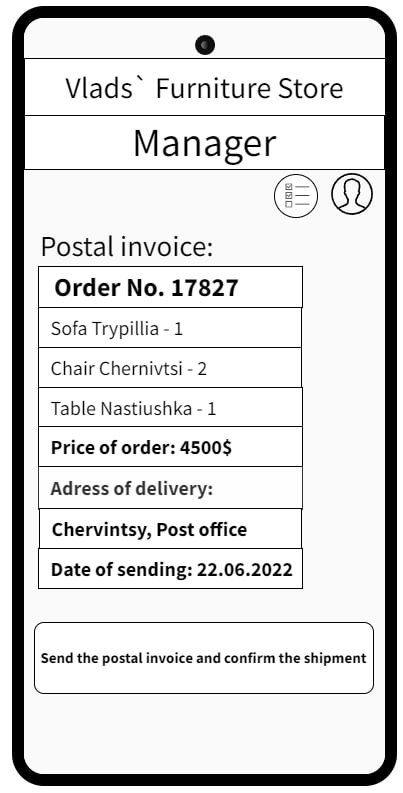 Vlads` Furniture Store
Manager
Postal invoice:
Order No. 17827
Sofa Trypillia - 1
Chair Chernivtsi - 2
Table Nastiushka - 1
Price of order: 4500$
Adress of delivery:
Chervintsy, Post office
Date of sending: 22.06.2022
Send the postal invoice and confirm the shipment